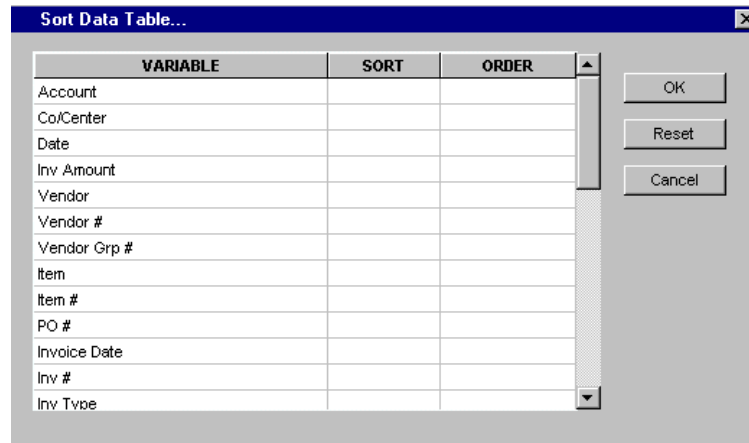 Sort Data Table...
VARIABLE SORT ORDER
Account
Co/Center
Date
Inv Amount
Vendor
Vendor #
Vendor Grp #
Item
Item #
PO #
Invoice Date
Inv #
Inv Type
OK
Reset
Cancel